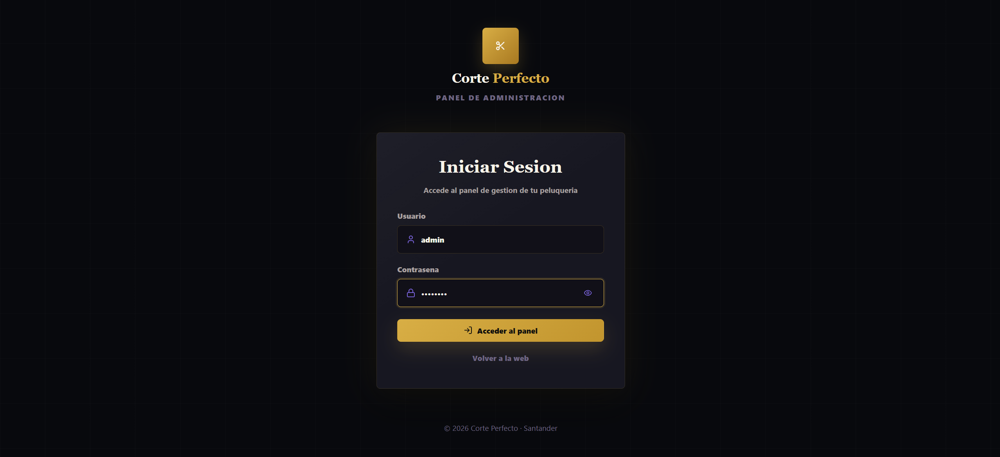 Corte Perfecto
PANEL DE ADMINISTRACION
Iniciar Sesion
Accede al panel de gestion de tu peluqueria
Usuario
admin
Contrasena
••••••••
Acceder al panel
Volver a la web
© 2026 Corte Perfecto · Santander